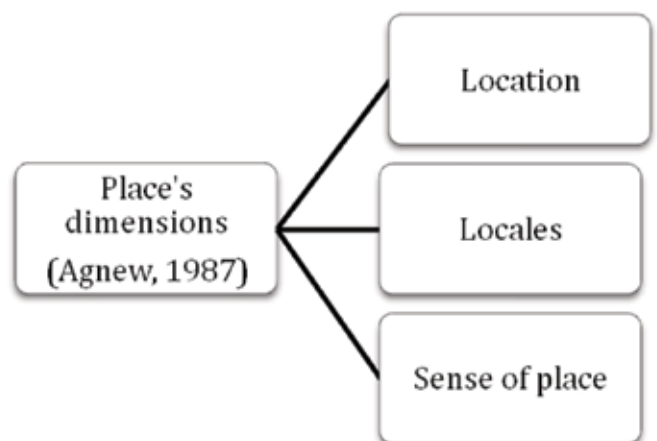 Place's
dimensions
(Agnew, 1987)
Location
Locales
Sense of place